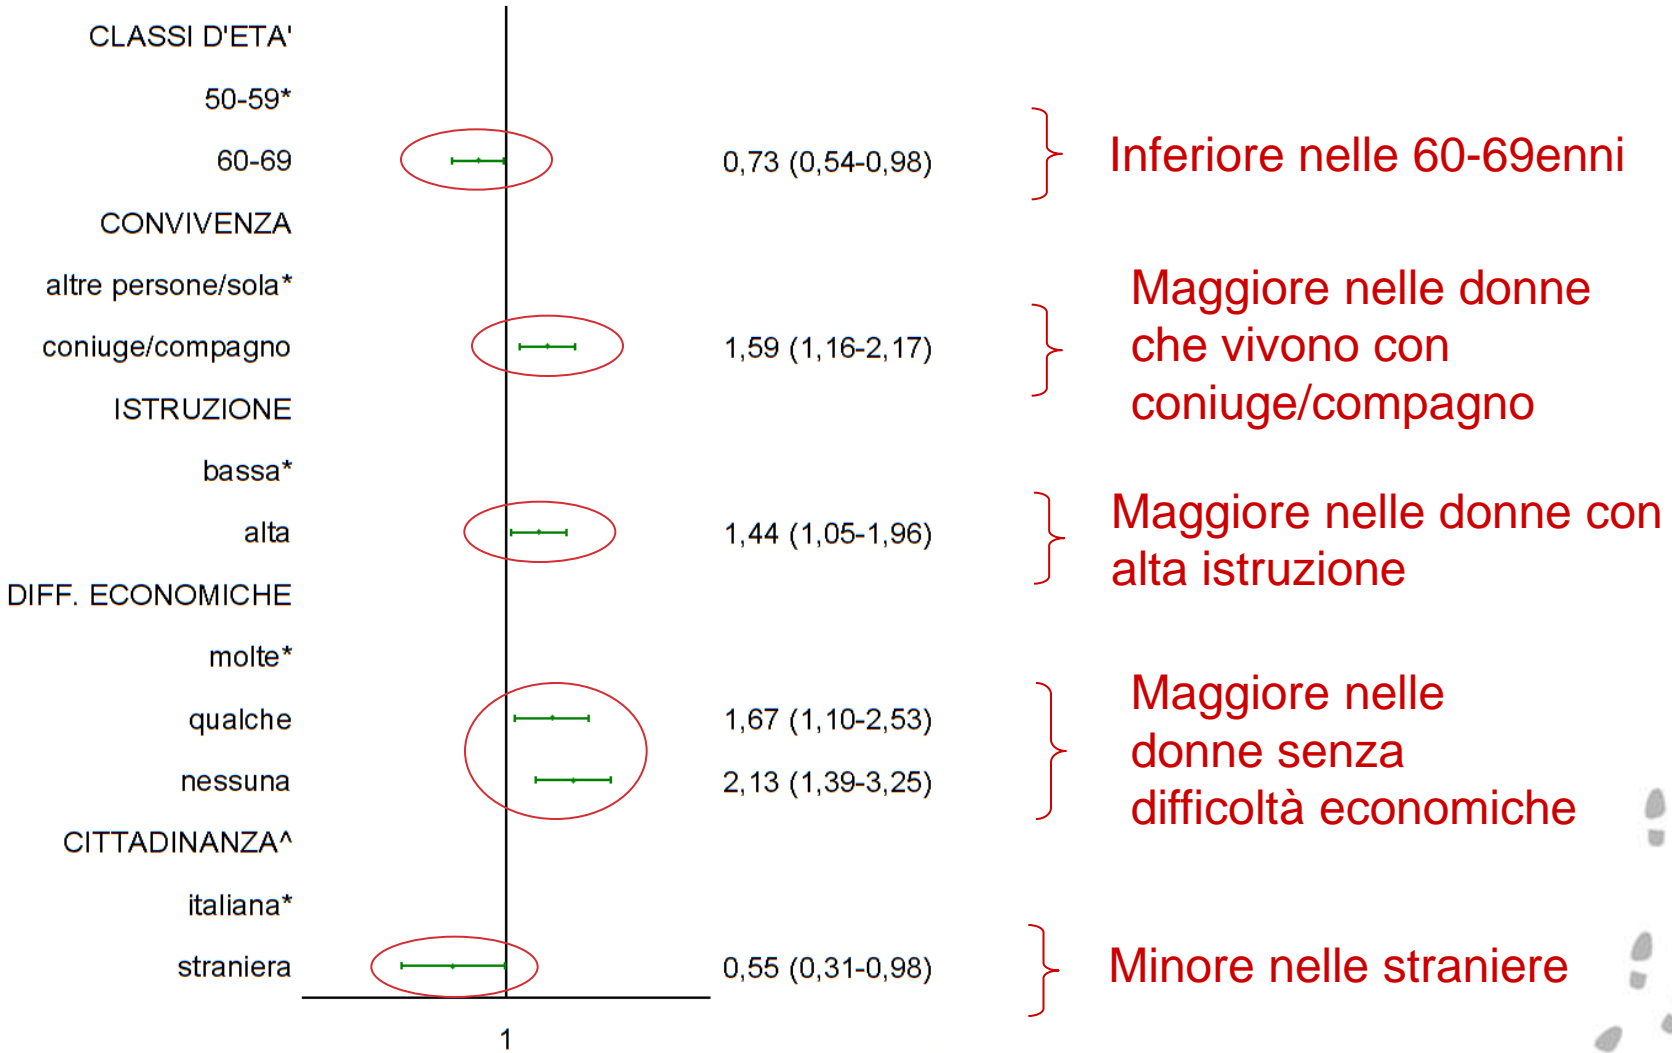 CLASSI D'ETA'
50-59*
60-69
0,73 (0,54-0,98)
Inferiore nelle 60-69enni
CONVIVENZA
altre persone/sola*
coniuge/compagno
1,59 (1,16-2,17)
Maggiore nelle donne
che vivono con
coniuge/compagno
ISTRUZIONE
bassa*
alta
1,44 (1,05-1,96)
Maggiore nelle donne con
alta istruzione
DIFF. ECONOMICHE
molte*
qualche
1,67 (1,10-2,53)
nessuna
2,13 (1,39-3,25)
Maggiore nelle
donne senza
difficoltà economiche
CITTADINANZA^
italiana*
straniera
0,55 (0,31-0,98)
Minore nelle straniere
1